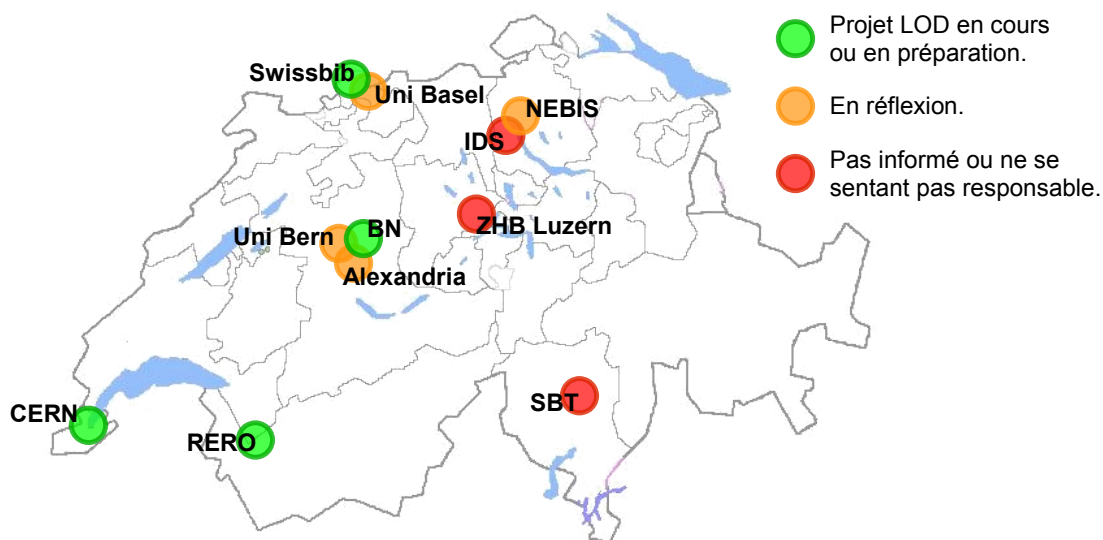 Projet LOD en cours
ou en préparation.
En réflexion.
Pas informé ou ne se
sentant pas responsable.
Swissbib
Uni Basel
NEBIS
IDS
ZHB Luzern
BN
Uni Bern
Alexandria
SBT
CERN
RERO